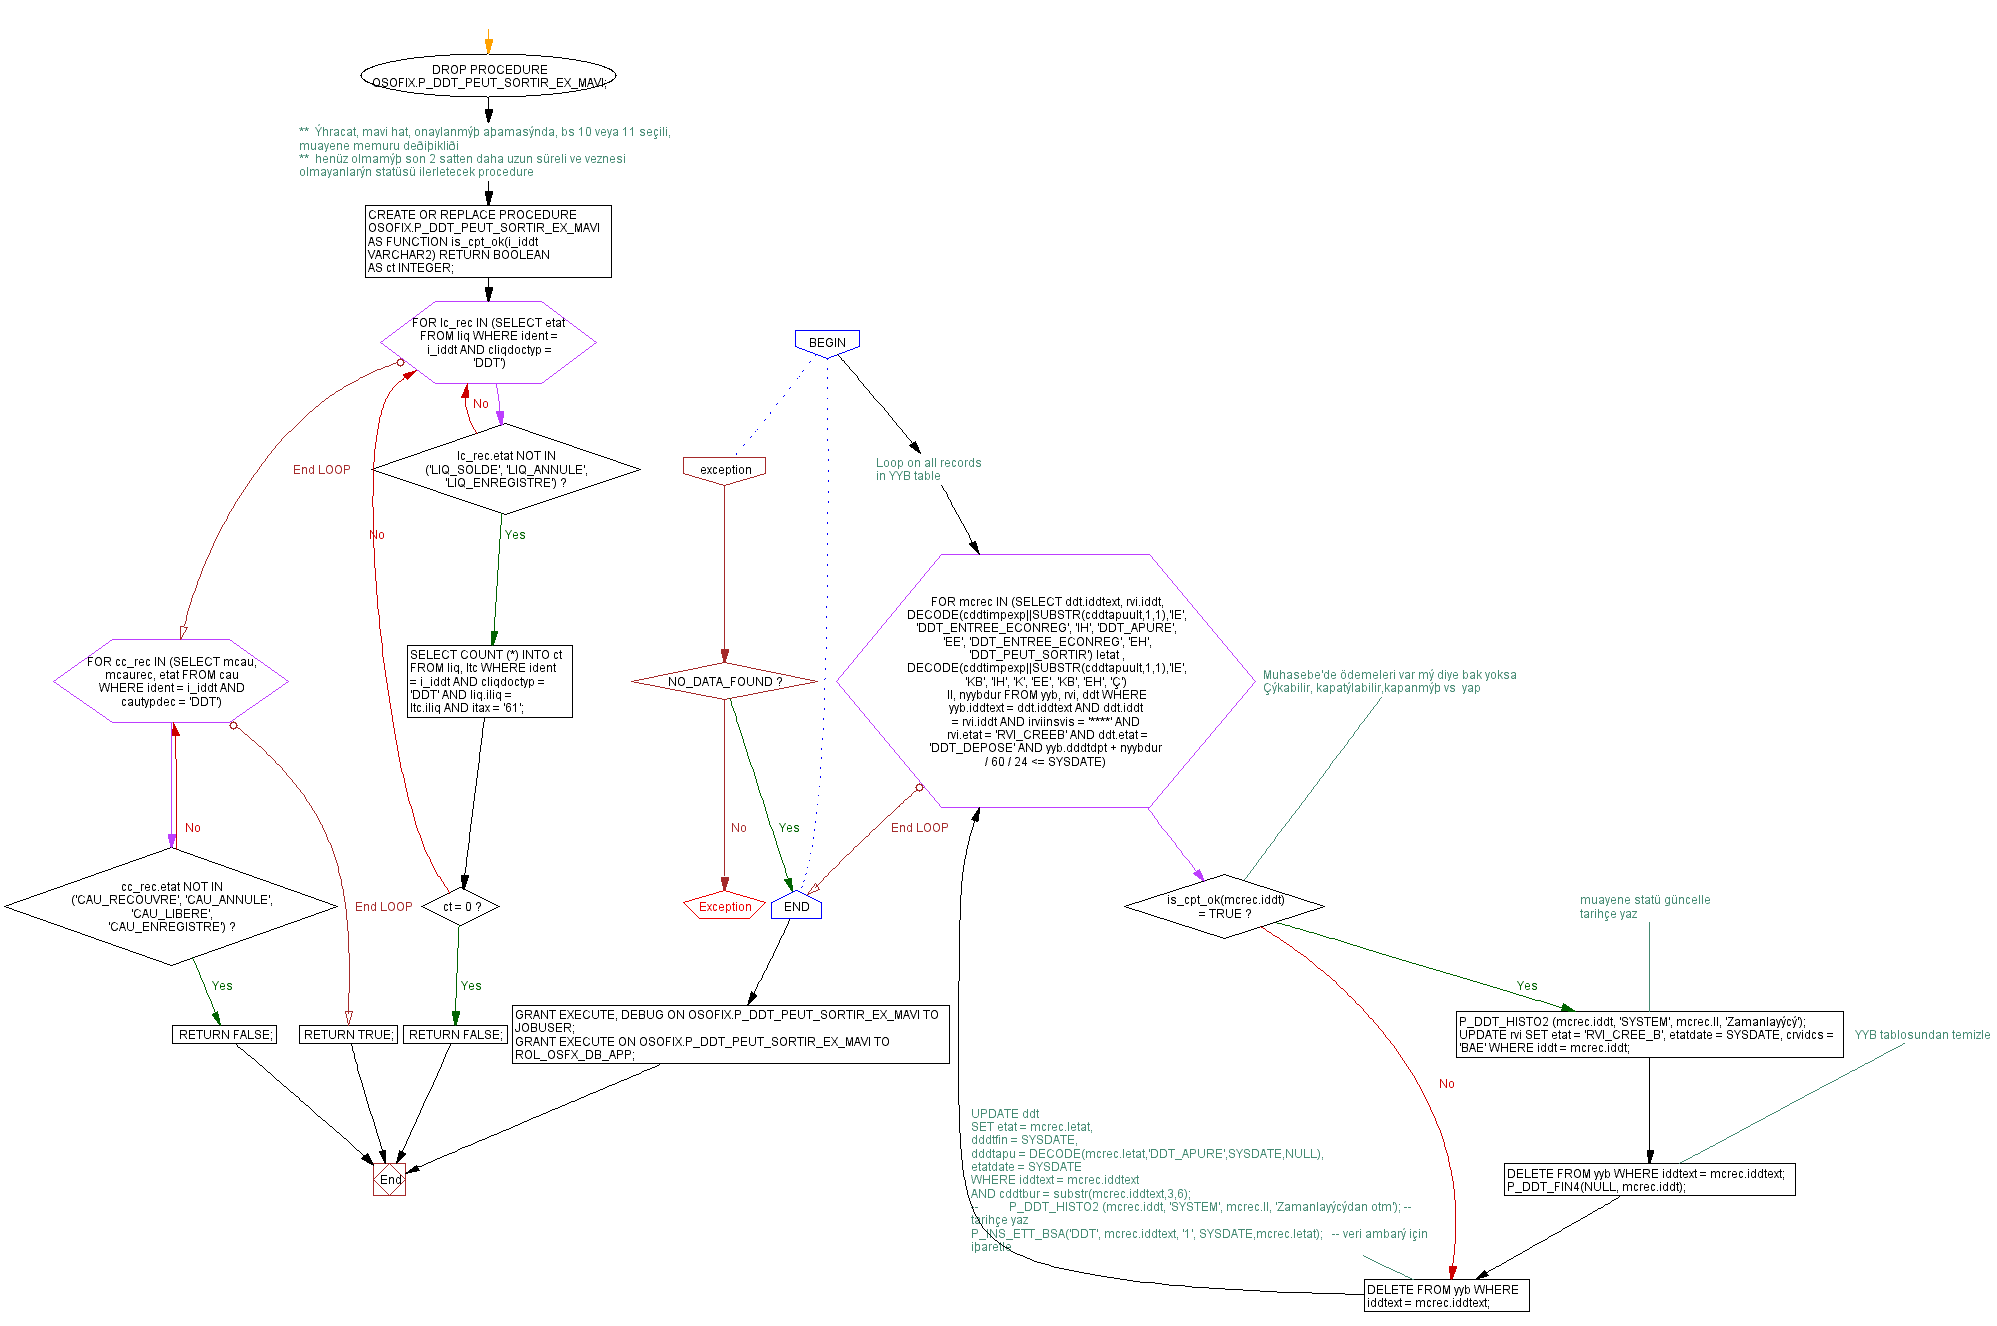 DROP PROCEDURE
OSOFIX.P_DDT_PEUT_SORTIR_EX_MAVI;
** Ýhracat, mavi hat, onaylanmýþ aþamasýnda, bs 10 veya 11 seçili,
muayene memuru deðiþikliði
** henüz olmamýþ son 2 satten daha uzun süreli ve veznesi
olmayanlarýn statüsü ilerletecek procedure
CREATE OR REPLACE PROCEDURE
OSOFIX.P_DDT_PEUT_SORTIR_EX_MAVI
AS FUNCTION is_cpt_ok(i_iddt
VARCHAR2) RETURN BOOLEAN
AS ct INTEGER;
FOR lc_rec IN (SELECT etat
FROM liq WHERE ident =
i_iddt AND cliqdoctyp =
'DDT')
No
End LOOP
lc_rec.etat NOT IN
('LIQ_SOLDE', 'LIQ_ANNULE',
'LIQ_ENREGISTRE') ?
No
Yes
SELECT COUNT (*) INTO ct
FROM liq, ltc WHERE ident
= i_iddt AND cliqdoctyp =
'DDT' AND liq.iliq =
ltc.iliq AND itax = '61';
FOR cc_rec IN (SELECT mcau,
mcaurec, etat FROM cau
WHERE ident = i_iddt AND
cautypdec = 'DDT')
No
cc_rec.etat NOT IN
('CAU_RECOUVRE', 'CAU_ANNULE',
'CAU_LIBERE',
'CAU_ENREGISTRE') ?
End LOOP
ct = 0 ?
Yes
Yes
RETURN FALSE;
RETURN TRUE;
RETURN FALSE;
End
BEGIN
exception
NO_DATA_FOUND ?
No
Yes
Exception
END
GRANT EXECUTE, DEBUG ON OSOFIX.P_DDT_PEUT_SORTIR_EX_MAVI TO
JOBUSER;
GRANT EXECUTE ON OSOFIX.P_DDT_PEUT_SORTIR_EX_MAVI TO
ROL_OSFX_DB_APP;
Loop on all records
in YYB table
FOR mcrec IN (SELECT ddt.iddtext, rvi.iddt,
DECODE(cddtimpexp||SUBSTR(cddtapuult,1,1),'IE',
'DDT_ENTREE_ECONREG', 'IH', 'DDT_APURE',
'EE', 'DDT_ENTREE_ECONREG', 'EH',
'DDT_PEUT_SORTIR') letat ,
DECODE(cddtimpexp||SUBSTR(cddtapuult,1,1),'IE',
'KB', 'IH', 'K', 'EE', 'KB', 'EH', 'Ç')
ll, nyybdur FROM yyb, rvi, ddt WHERE
yyb.iddtext = ddt.iddtext AND ddt.iddt
= rvi.iddt AND irviinsvis = '****' AND
rvi.etat = 'RVI_CREEB' AND ddt.etat =
'DDT_DEPOSE' AND yyb.dddtdpt + nyybdur
/ 60 / 24 <= SYSDATE)
End LOOP
Muhasebe'de ödemeleri var mý diye bak yoksa
Çýkabilir, kapatýlabilir,kapanmýþ vs yap
is_cpt_ok(mcrec.iddt)
= TRUE ?
Yes
No
muayene statü güncelle
tarihçe yaz
P_DDT_HISTO2 (mcrec.iddt, 'SYSTEM', mcrec.ll, 'Zamanlayýcý');
UPDATE rvi SET etat = 'RVI_CREE_B', etatdate = SYSDATE, crvidcs =
'BAE' WHERE iddt = mcrec.iddt;
YYB tablosundan temizle
DELETE FROM yyb WHERE iddtext = mcrec.iddtext;
P_DDT_FIN4(NULL, mcrec.iddt);
UPDATE ddt
SET etat = mcrec.letat,
dddtfin = SYSDATE,
dddtapu = DECODE(mcrec.letat,'DDT_APURE',SYSDATE,NULL),
etatdate = SYSDATE
WHERE iddtext = mcrec.iddtext
AND cddtbur = substr(mcrec.iddtext,3,6);
-- P_DDT_HISTO2 (mcrec.iddt, 'SYSTEM', mcrec.ll, 'Zamanlayýcýdan otm'); --
tarihçe yaz
P_INS_ETT_BSA('DDT', mcrec.iddtext, '1', SYSDATE,mcrec.letat); -- veri ambarý için
iþaretle
DELETE FROM yyb WHERE
iddtext = mcrec.iddtext;